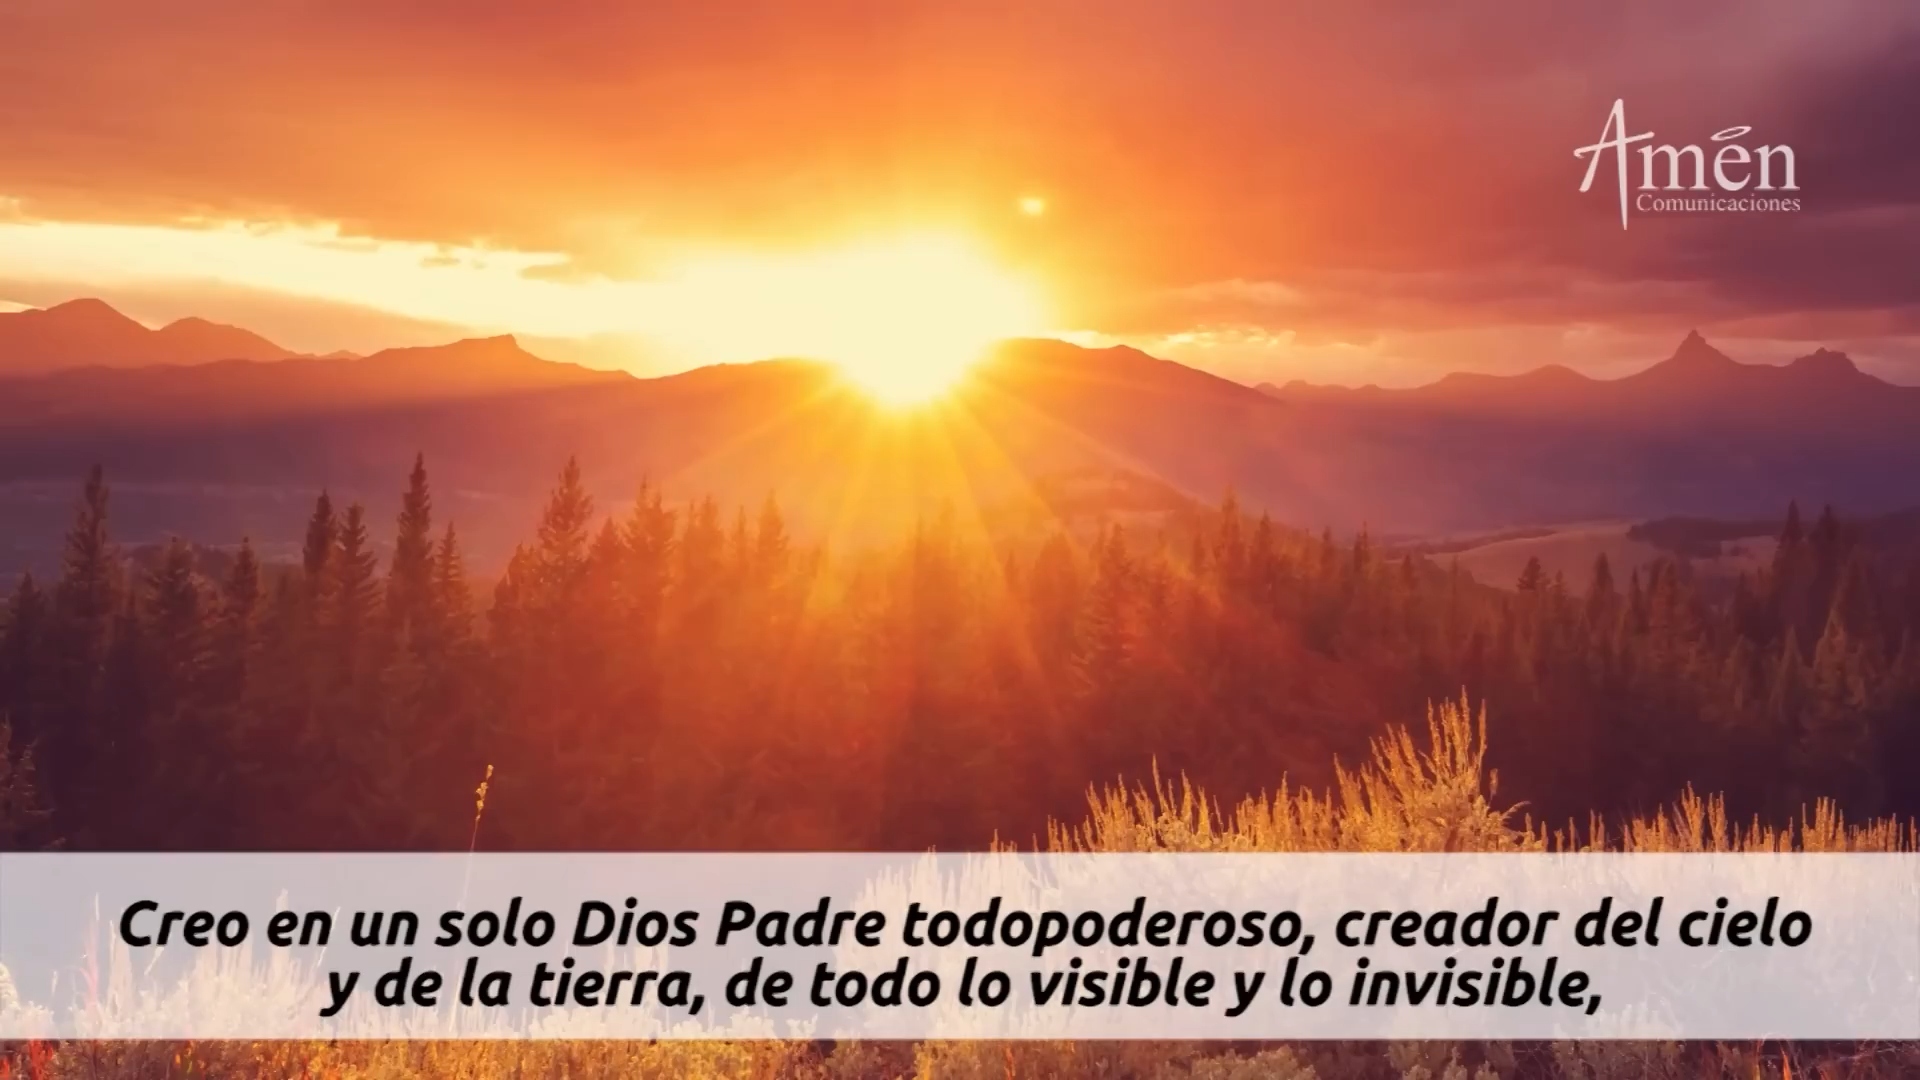 Amén
Comunicaciones
Creo en un solo Dios Padre todopoderoso, creador del cielo
y de la tierra, de todo lo visible y lo invisible,